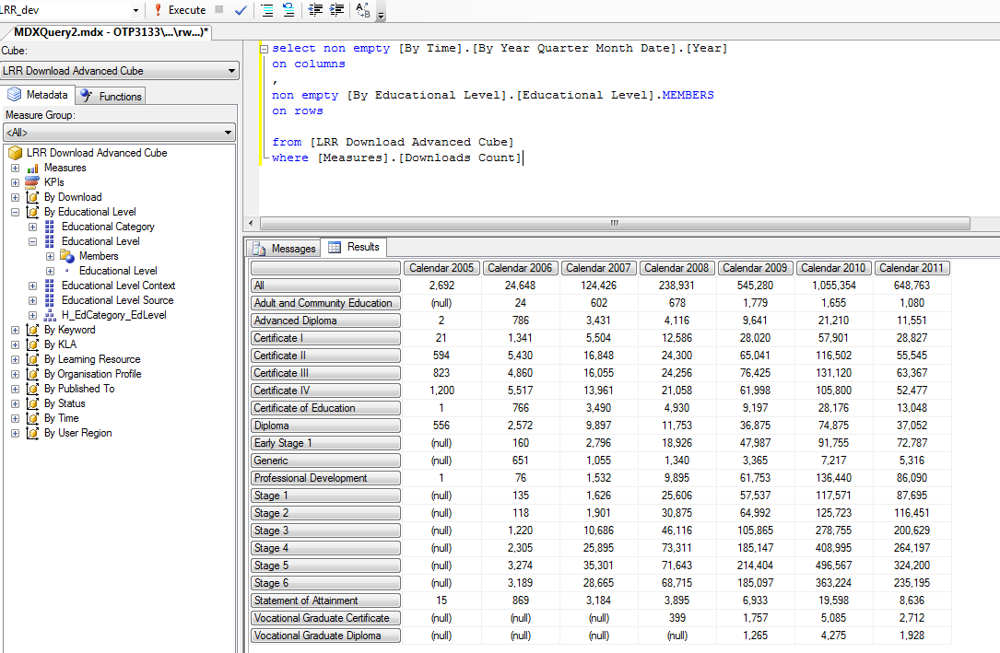 LRR_dev
Execute
MDXQuery2.mdx - OTP3133\...\rw...)*
Cube:
LRR Download Advanced Cube
Metadata
Functions
Measure Group:
<All>
LRR Download Advanced Cube
Measures
KPIs
By Download
By Educational Level
Educational Category
Educational Level
Members
Educational Level
Educational Level Context
Educational Level Source
H_EdCategory_EdLevel
By Keyword
By KLA
By Learning Resource
By Organisation Profile
By Published To
By Status
By Time
By User Region
select non empty [By Time].[By Year Quarter Month Date].[Year]
on columns
,
non empty [By Educational Level].[Educational Level].MEMBERS
on rows
from [LRR Download Advanced Cube]
where [Measures].[Downloads Count]
Messages
Results
Calendar 2005 Calendar 2006 Calendar 2007 Calendar 2008 Calendar 2009 Calendar 2010 Calendar 2011
All 2,692 24,648 124,426 238,931 545,280 1,055,354 648,763
Adult and Community Education (null) 24 602 678 1,779 1,655 1,080
Advanced Diploma 2 786 3,431 4,116 9,641 21,210 11,551
Certificate I 21 1,341 5,504 12,586 28,020 57,901 28,827
Certificate II 594 5,430 16,848 24,300 65,041 116,502 55,545
Certificate III 823 4,860 16,055 24,256 76,425 131,120 63,367
Certificate IV 1,200 5,517 13,961 21,058 61,998 105,800 52,477
Certificate of Education 1 766 3,490 4,930 9,197 28,176 13,048
Diploma 556 2,572 9,897 11,753 36,875 74,875 37,052
Early Stage 1 (null) 160 2,796 18,926 47,987 91,755 72,787
Generic (null) 651 1,055 1,340 3,365 7,217 5,316
Professional Development 1 76 1,532 9,895 61,753 136,440 86,090
Stage 1 (null) 135 1,626 25,606 57,537 117,571 87,695
Stage 2 (null) 118 1,901 30,875 64,992 125,723 116,451
Stage 3 (null) 1,220 10,686 46,116 105,865 278,755 200,629
Stage 4 (null) 2,305 25,895 73,311 185,147 408,995 264,197
Stage 5 (null) 3,274 35,301 71,643 214,404 496,567 324,200
Stage 6 (null) 3,189 28,665 68,715 185,097 363,224 235,195
Statement of Attainment 15 869 3,184 3,895 6,933 19,598 8,636
Vocational Graduate Certificate (null) (null) (null) 399 1,757 5,085 2,712
Vocational Graduate Diploma (null) (null) (null) (null) 1,265 4,275 1,928